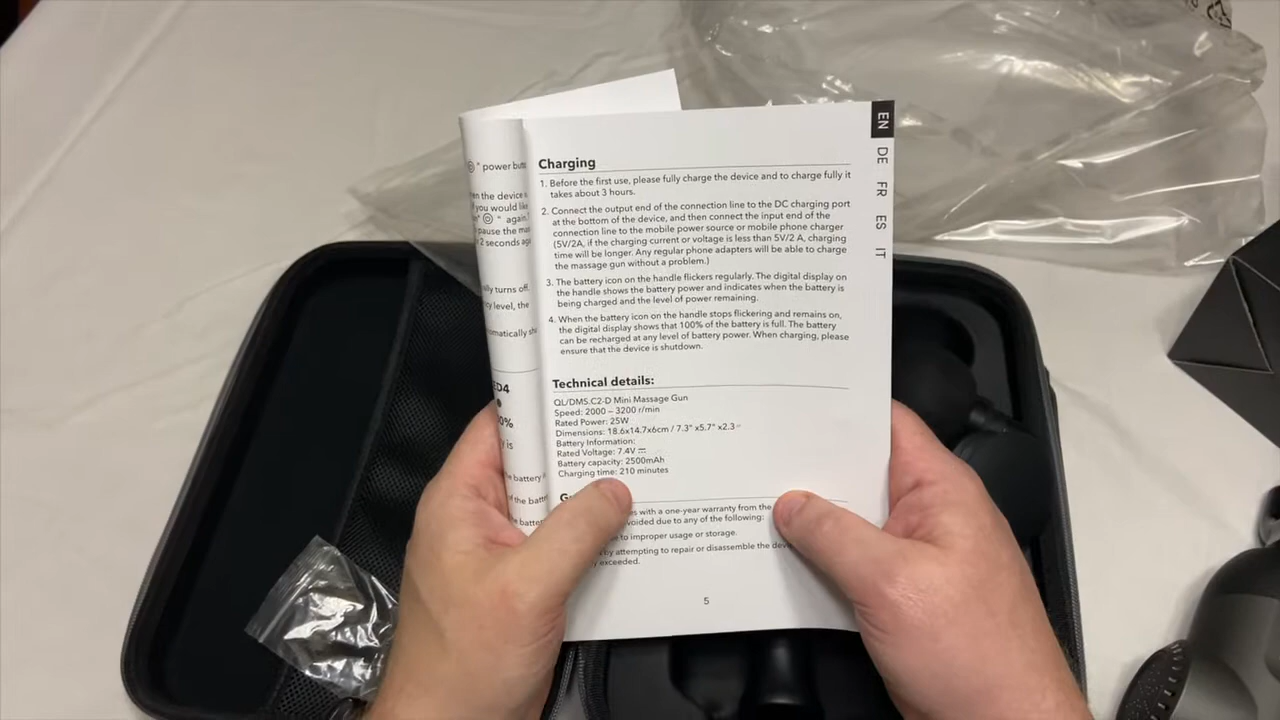 " power
en the device
you would like
" again.
pause the
2 seconds
lly turns off.
level, the
omatically
ED4
0%
is
he battery
of the
he batter
Charging
1. Before the first use, please fully charge the device and to charge fully it
takes about 3 hours.
2. Connect the output end of the connection line to the DC charging port
at the bottom of the device, and then connect the input end of the
connection line to the mobile power source or mobile phone charger
(5V/2A, if the charging current or voltage is less than 5V/2 A, charging
time will be longer. Any regular phone adapters will be able to charge
the massage gun without a problem.)
3. The battery icon on the handle flickers regularly. The digital display on
the handle shows the battery power and indicates when the battery is
being charged and the level of power remaining.
4. When the battery icon on the handle stops flickering and remains on,
the digital display shows that 100% of the battery is full. The battery
can be recharged at any level of battery power. When charging, please
ensure that the device is shutdown.
Technical details:
QL/DMS.C2-D Mini Massage Gun
Speed: 2000 – 3200 r/min
Rated Power: 25W
Dimensions: 18.6x14.7x6cm / 7.3" x5.7" x2.3"
Battery Information:
Rated Voltage: 7.4V ⎓
Battery capacity: 2500mAh
Charging time: 210 minutes
es with a one-year warranty from the
voided due to any of the following:
to improper usage or storage.
by attempting to repair or disassemble the
exceeded.
5
EN
DE
FR
ES
IT